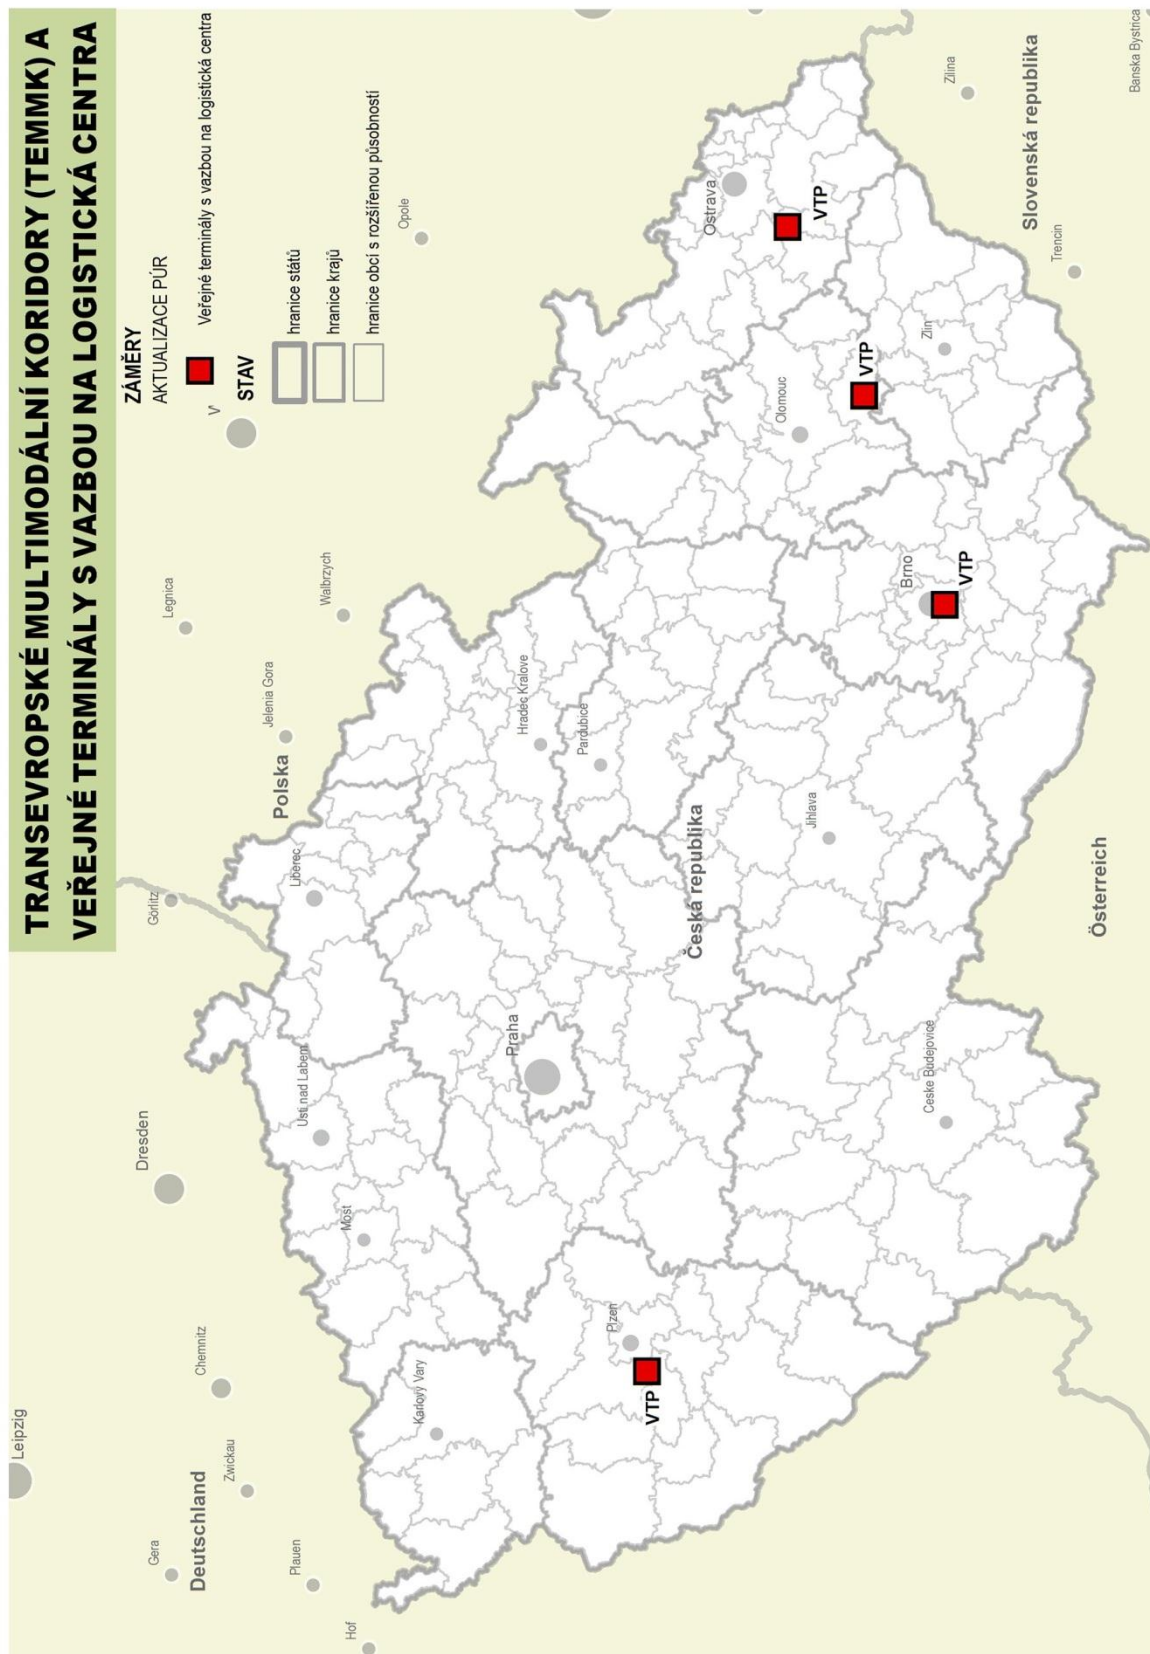 TRANSEVROPSKÉ MULTIMODÁLNÍ KORIDORY (TEMMK) A
VEŘEJNÉ TERMINÁLY S VAZBOU NA LOGISTICKÁ CENTRA
ZÁMĚRY
AKTUALIZACE PÚR
Veřejné terminály s vazbou na logistická centra
STAV
hranice států
hranice krajů
hranice obcí s rozšířenou působností
Leipzig
Gera
Deutschland
Zwickau
Chemnitz
Plauen
Hof
Dresden
Görlitz
Polska
Jelenia Gora
Legnica
Walbrzych
Opole
Most
Usti nad Labem
Liberec
Karlovy Vary
Praha
Hradec Kralove
Pardubice
Plzen
VTP
Česká republika
Jihlava
Olomouc
Ostrava
VTP
VTP
Brno
VTP
Zlin
Ceske Budejovice
Österreich
Slovenská republika
Zilina
Trencin
Banska Bystrica